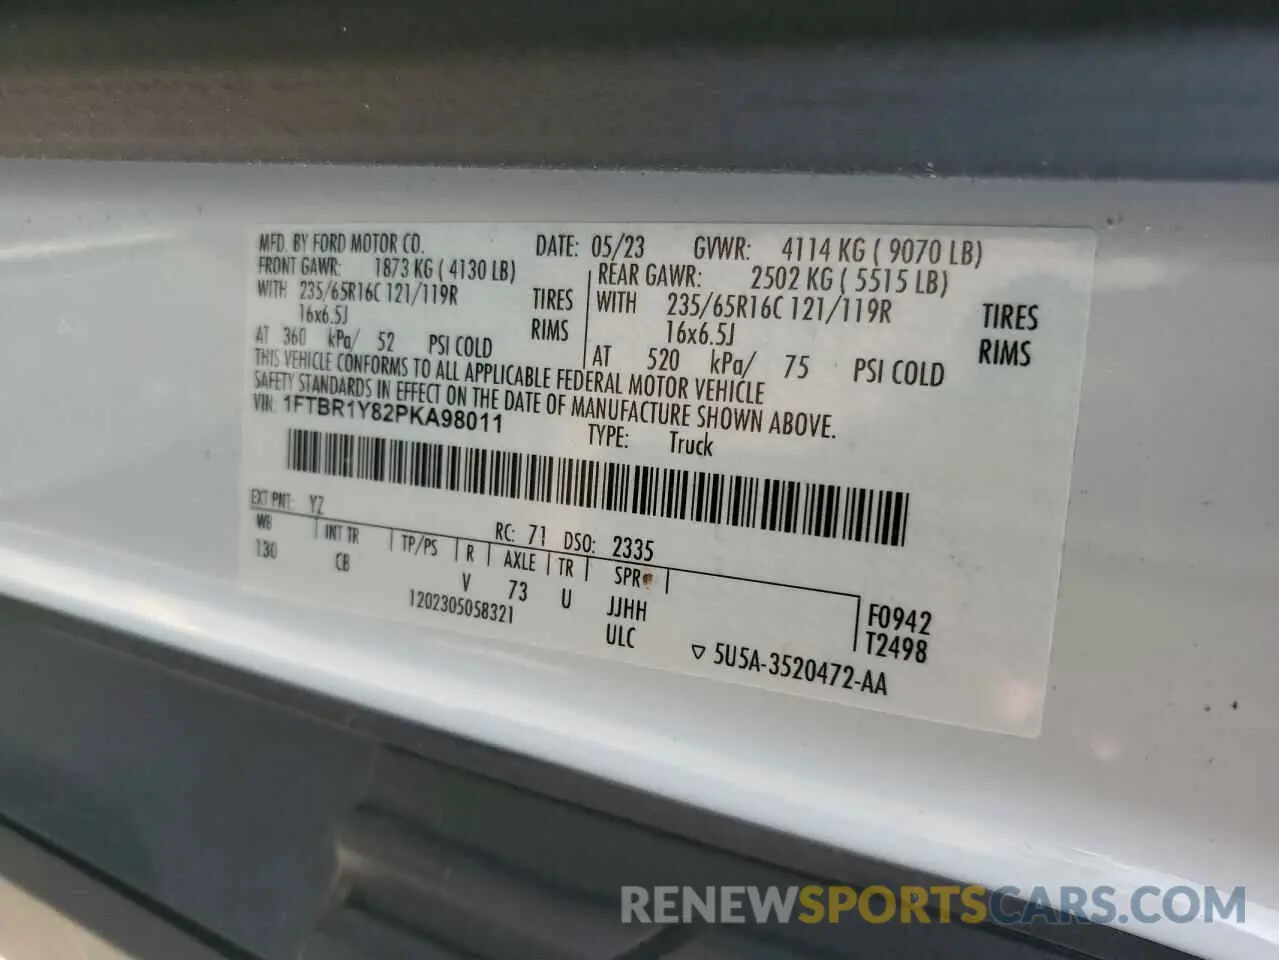 MFD. BY FORD MOTOR CO. DATE: 05/23 GVWR: 4114 KG ( 9070 LB)
FRONT GAWR: 1873 KG ( 4130 LB) REAR GAWR: 2502 KG ( 5515 LB)
WITH 235/65R16C 121/119R TIRES WITH 235/65R16C 121/119R TIRES
16x6.5J RIMS 16x6.5J RIMS
AT 360 kPa/ 52 PSI COLD AT 520 kPa/ 75 PSI COLD
THIS VEHICLE CONFORMS TO ALL APPLICABLE FEDERAL MOTOR VEHICLE
SAFETY STANDARDS IN EFFECT ON THE DATE OF MANUFACTURE SHOWN ABOVE.
VIN: 1FTBR1Y82PKA98011 TYPE: Truck
EXT PNT: YZ RC: 71 DSO: 2335
WB INT TR TP/PS R AXLE TR SPR
130 CB V 73 U JJHH F0942
1202305058321 ULC T2498
▽ 5U5A-3520472-AA
RENEWSPORTSCARS.COM